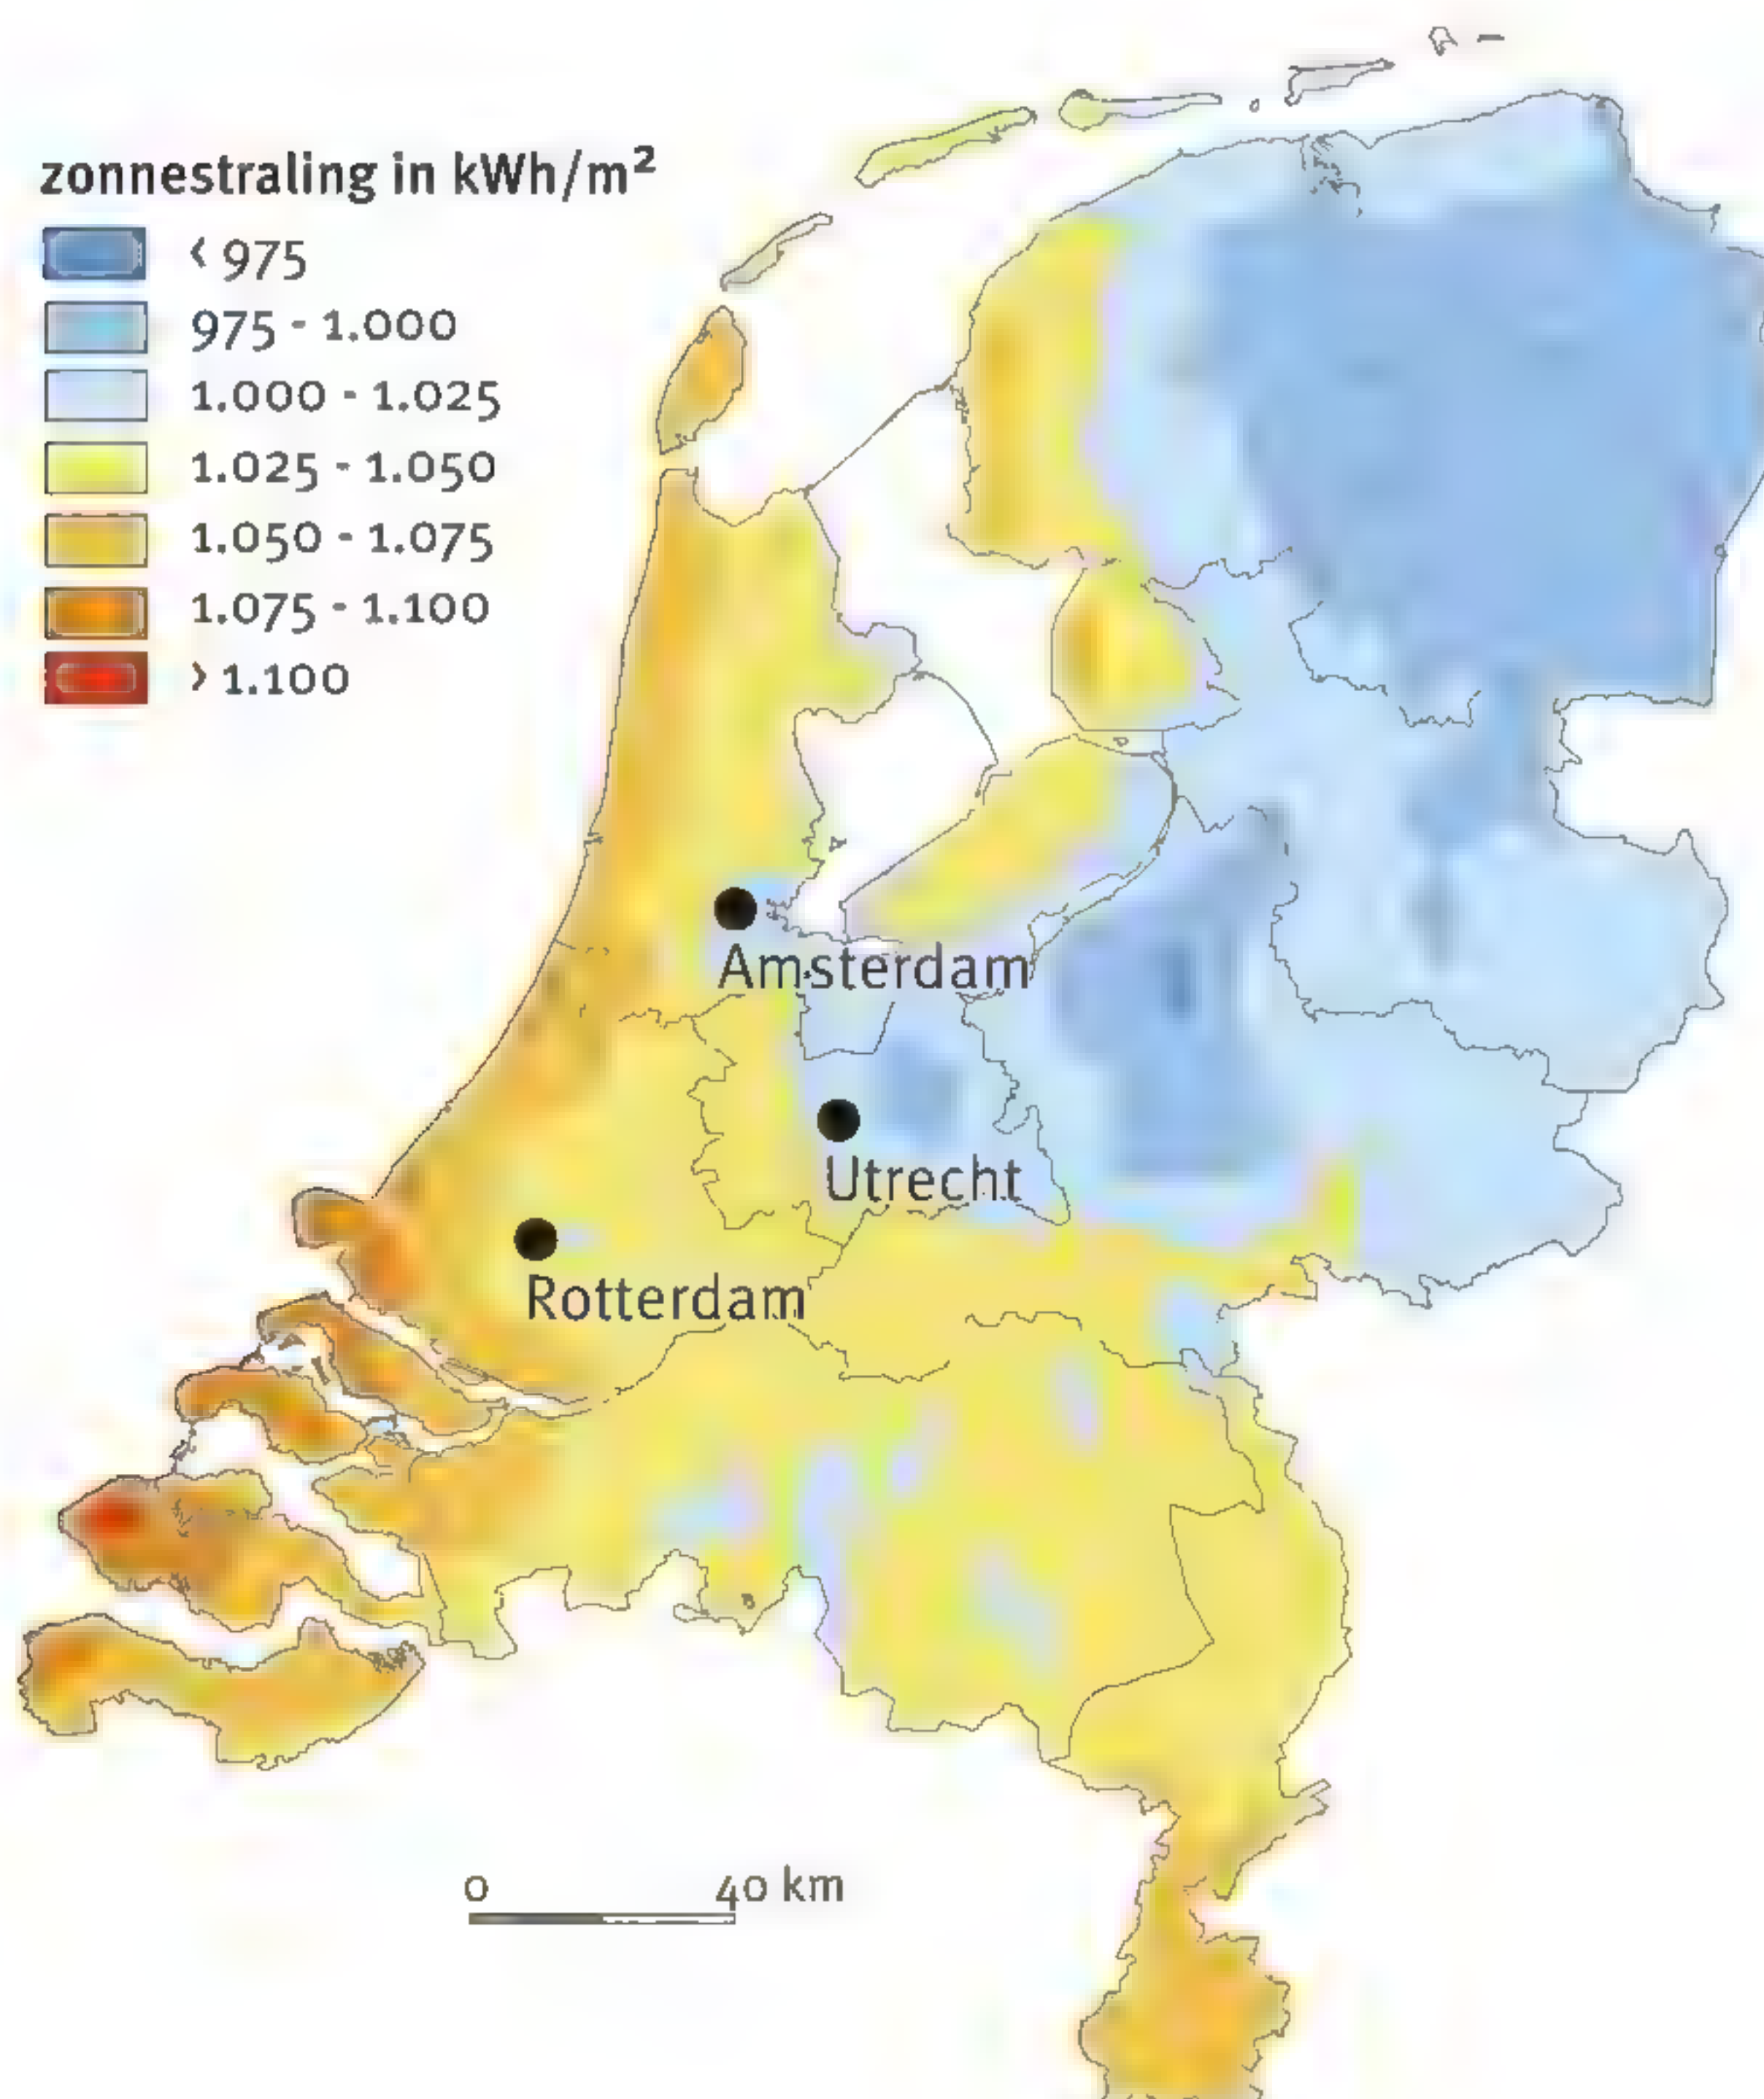 zonnestraling in kWh/m²
< 975
975 - 1.000
1.000 - 1.025
1.025 - 1.050
1.050 - 1.075
1.075 - 1.100
> 1.100
Amsterdam
Utrecht
Rotterdam
0 40 km